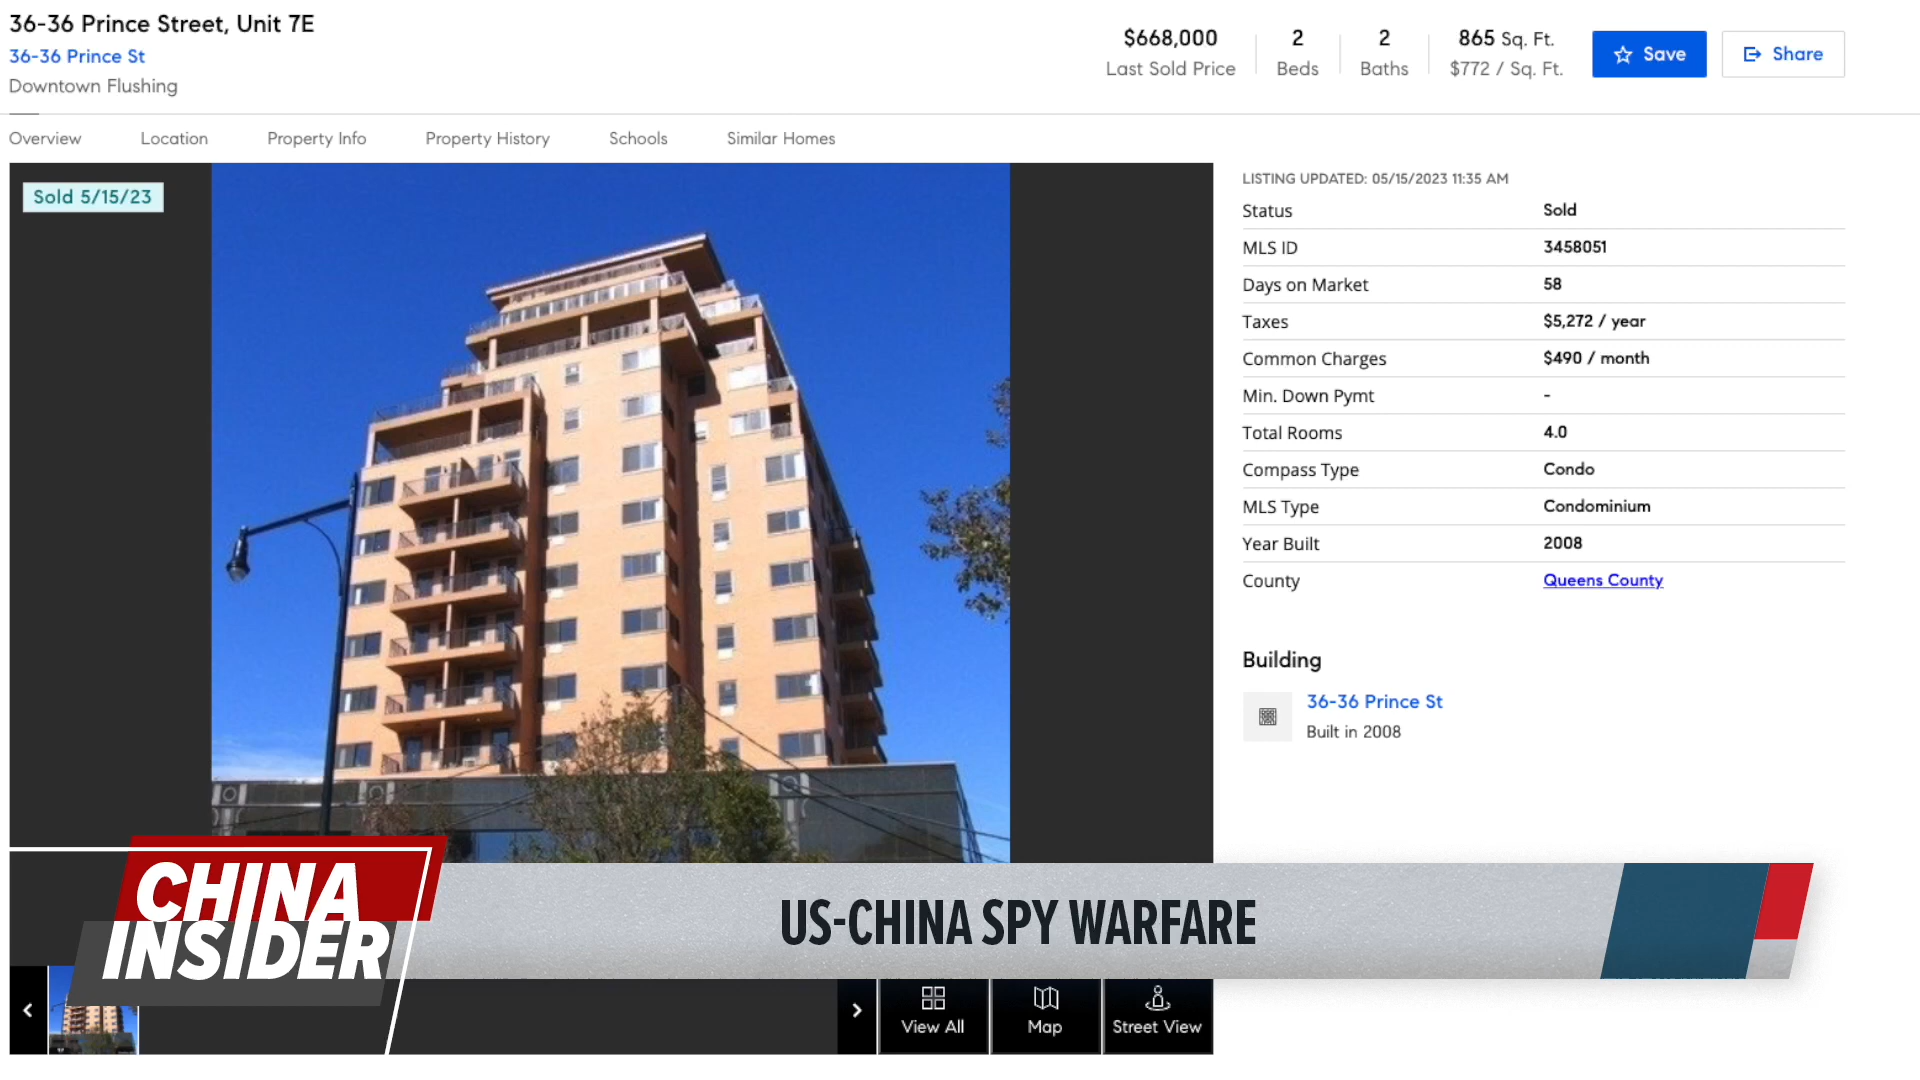 36-36 Prince Street, Unit 7E
36-36 Prince St
Downtown Flushing
$668,000
Last Sold Price
2
Beds
2
Baths
865 Sq. Ft.
$772 / Sq. Ft.
Save
Share
Overview
Location
Property Info
Property History
Schools
Similar Homes
Sold 5/15/23
LISTING UPDATED: 05/15/2023 11:35 AM
Status Sold
MLS ID 3458051
Days on Market 58
Taxes $5,272 / year
Common Charges $490 / month
Min. Down Pymt -
Total Rooms 4.0
Compass Type Condo
MLS Type Condominium
Year Built 2008
County Queens County
Building
36-36 Prince St
Built in 2008
CHINA
INSIDER
US-CHINA SPY WARFARE
View All
Map
Street View